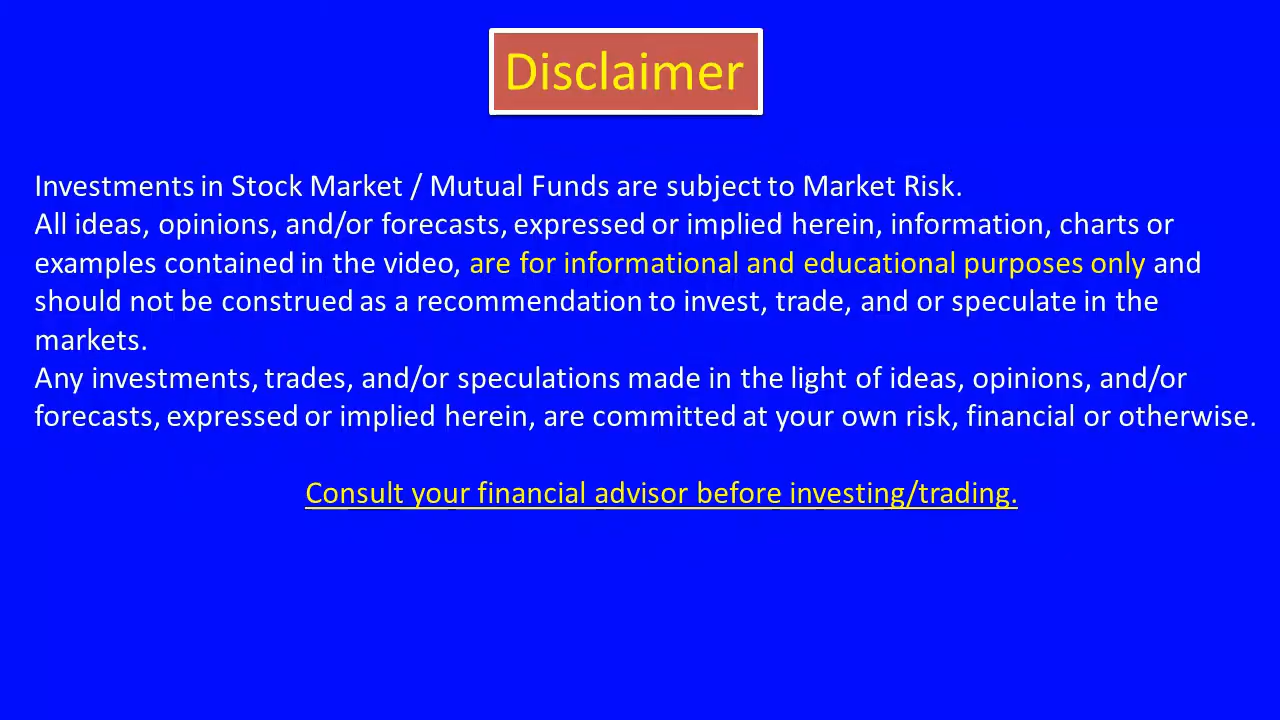 Disclaimer
Investments in Stock Market / Mutual Funds are subject to Market Risk.
All ideas, opinions, and/or forecasts, expressed or implied herein, information, charts or
examples contained in the video, are for informational and educational purposes only and
should not be construed as a recommendation to invest, trade, and or speculate in the
markets.
Any investments, trades, and/or speculations made in the light of ideas, opinions, and/or
forecasts, expressed or implied herein, are committed at your own risk, financial or otherwise.
Consult your financial advisor before investing/trading.